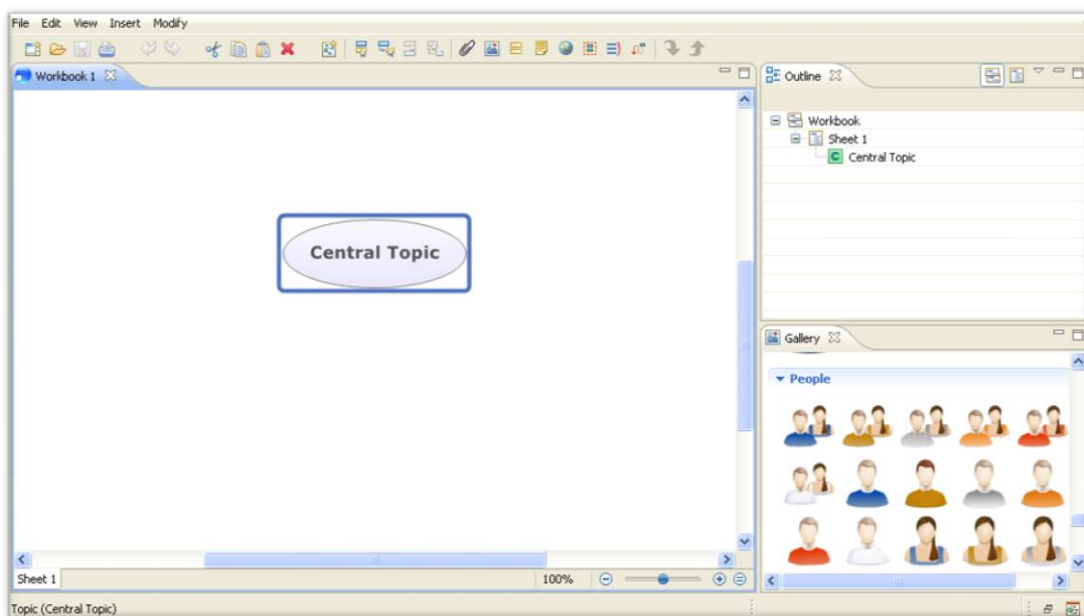 File Edit View Insert Modify
Workbook 1
Central Topic
Sheet 1
100%
Topic (Central Topic)
Outline
Workbook
Sheet 1
C Central Topic
Gallery
People